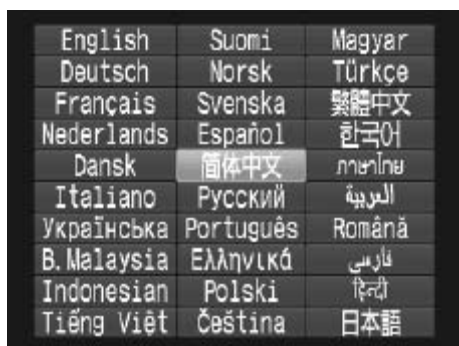 English Suomi Magyar
Deutsch Norsk Türkçe
Français Svenska 繁體中文
Nederlands Español 한국어
Dansk 简体中文 ภาษาไทย
Italiano Русский العربية
Українська Português Română
B.Malaysia Ελληνικά فارسی
Indonesian Polski हिन्दी
Tiếng Việt Čeština 日本語